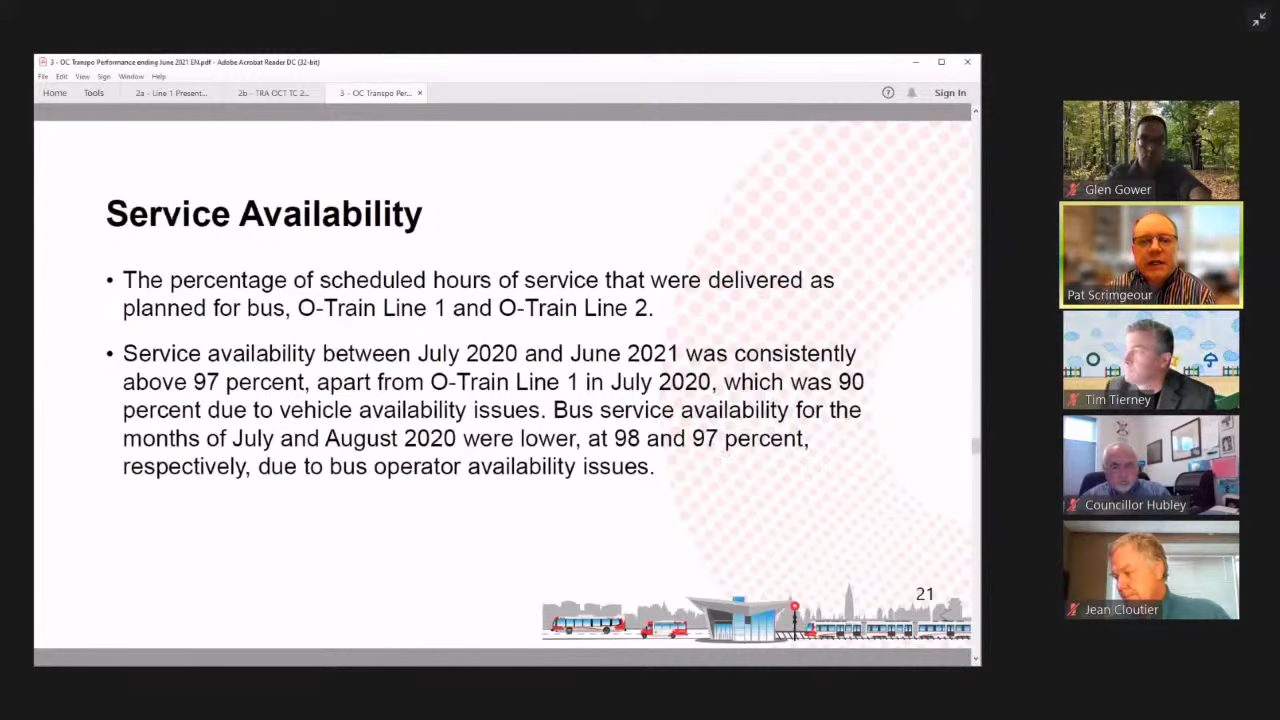 3 - OC Transpo Performance ending June 2021 EN.pdf - Adobe Acrobat Reader DC (32-bit)
File Edit View Sign Window Help
Home Tools 2a - Line 1 Present... 2b - TRA OCT TC 2... 3 - OC Transpo Per... × Sign In
Service Availability
• The percentage of scheduled hours of service that were delivered as
planned for bus, O-Train Line 1 and O-Train Line 2.
• Service availability between July 2020 and June 2021 was consistently
above 97 percent, apart from O-Train Line 1 in July 2020, which was 90
percent due to vehicle availability issues. Bus service availability for the
months of July and August 2020 were lower, at 98 and 97 percent,
respectively, due to bus operator availability issues.
21
Glen Gower
Pat Scrimgeour
Tim Tierney
Councillor Hubley
Jean Cloutier